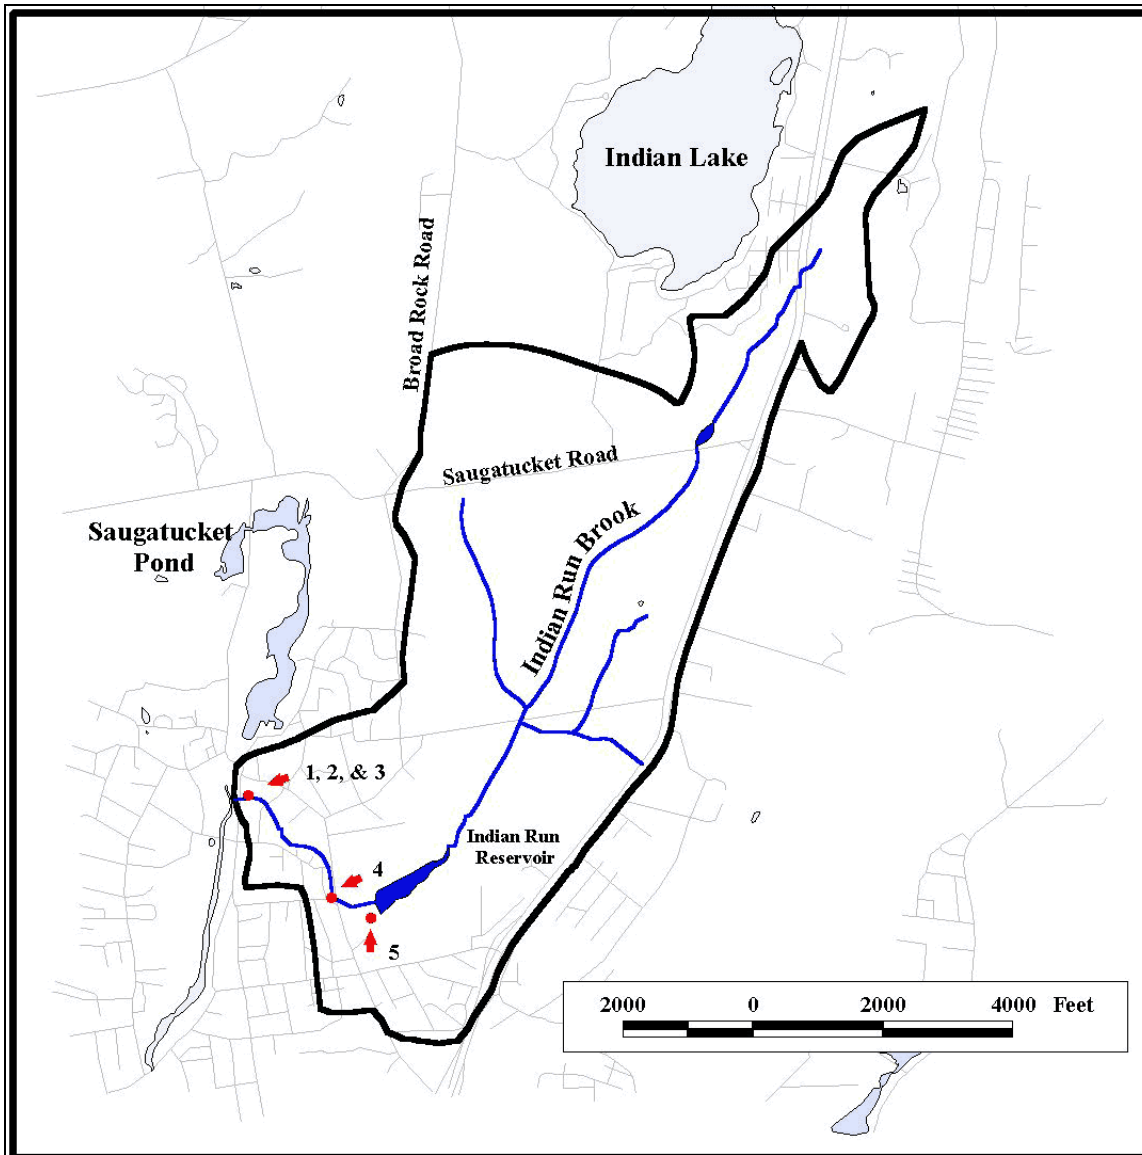 Indian Lake
Broad Rock Road
Saugatucket Road
Saugatucket
Pond
Indian Run Brook
1, 2, & 3
Indian Run
Reservoir
4
5
2000 0 2000 4000 Feet